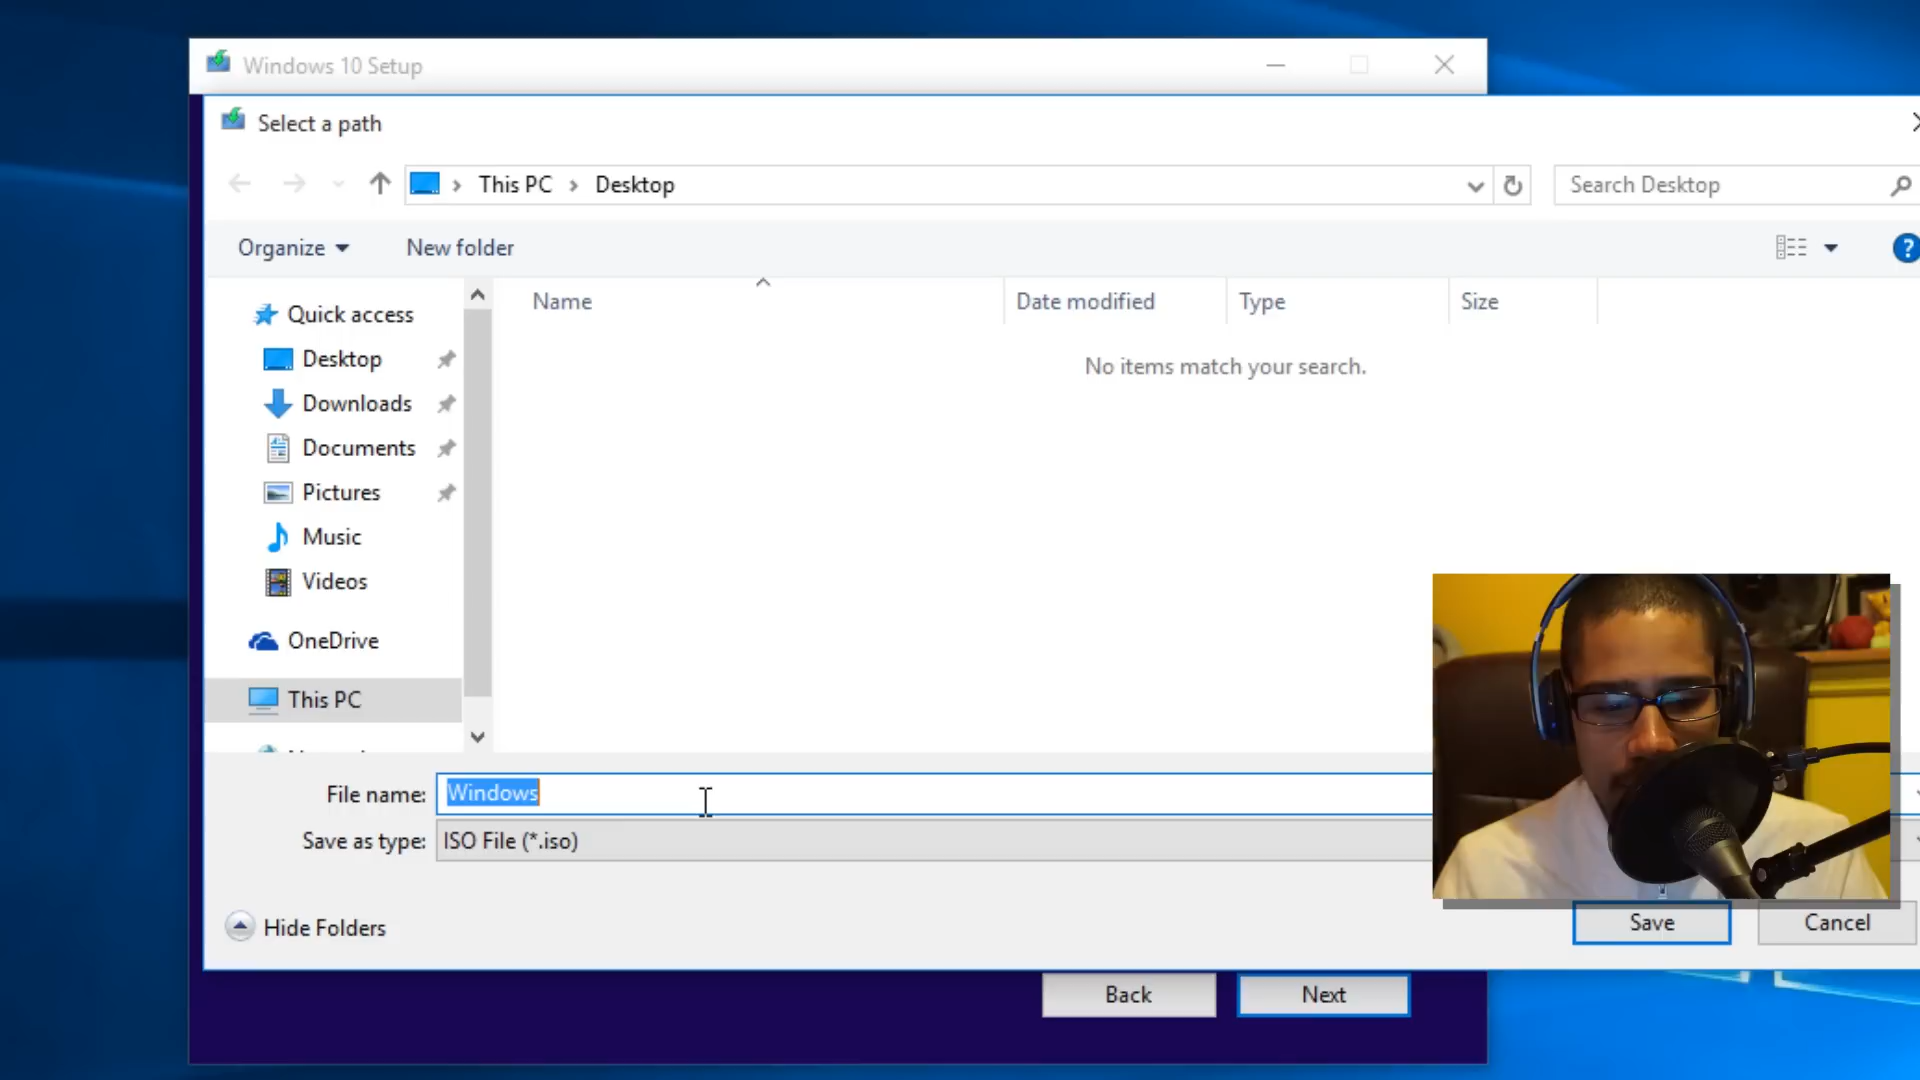 Windows 10 Setup
Select a path
This PC Desktop
Search Desktop
Organize New folder
?
Name Date modified Type Size
Quick access
No items match your search.
Desktop
Downloads
Documents
Pictures
Music
Videos
OneDrive
This PC
File name: Windows
Save as type: ISO File (*.iso)
Hide Folders
Save Cancel
Back Next